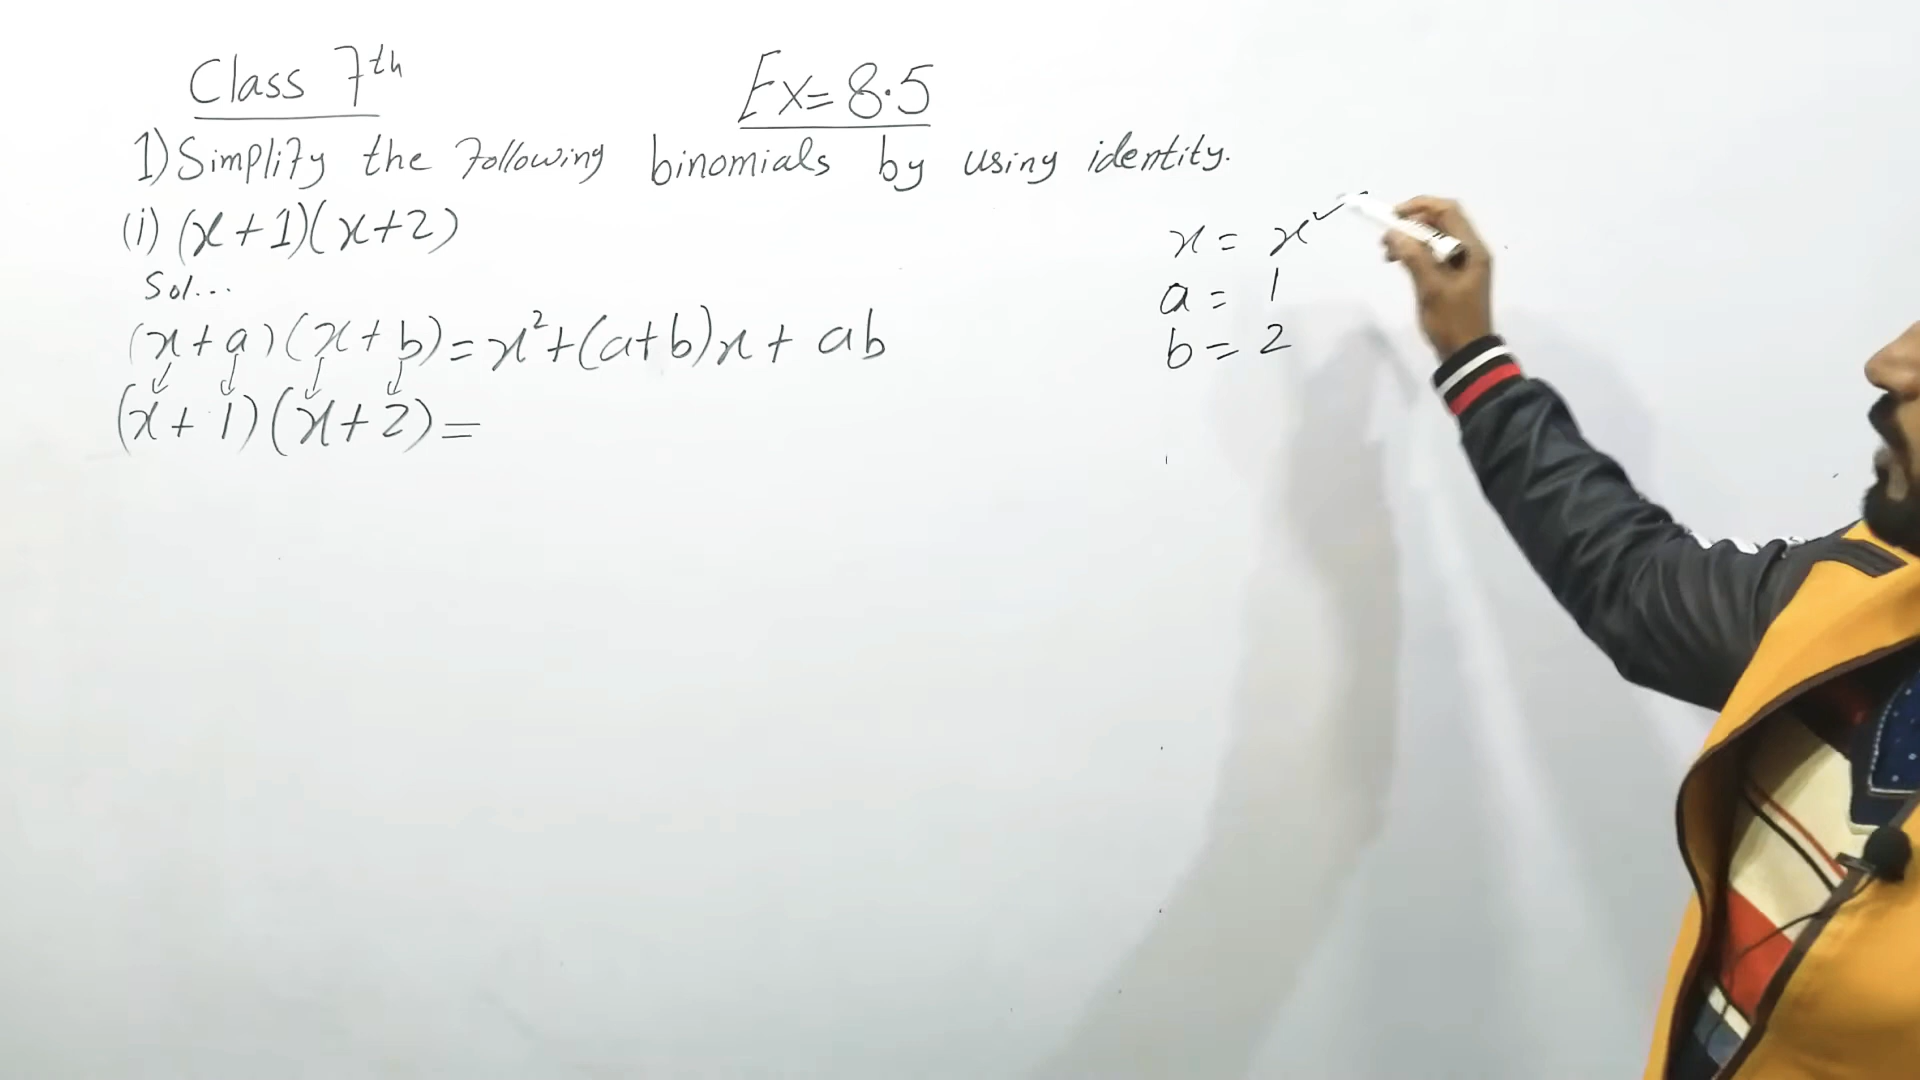 Class 7th
Ex= 8.5
1) Simplify the following binomials by using identity.
(i) (x+1)(x+2)
Sol...
(x+a)(x+b)=x²+(a+b)x+ab
(x+1)(x+2)=
x = x
a = 1
b = 2